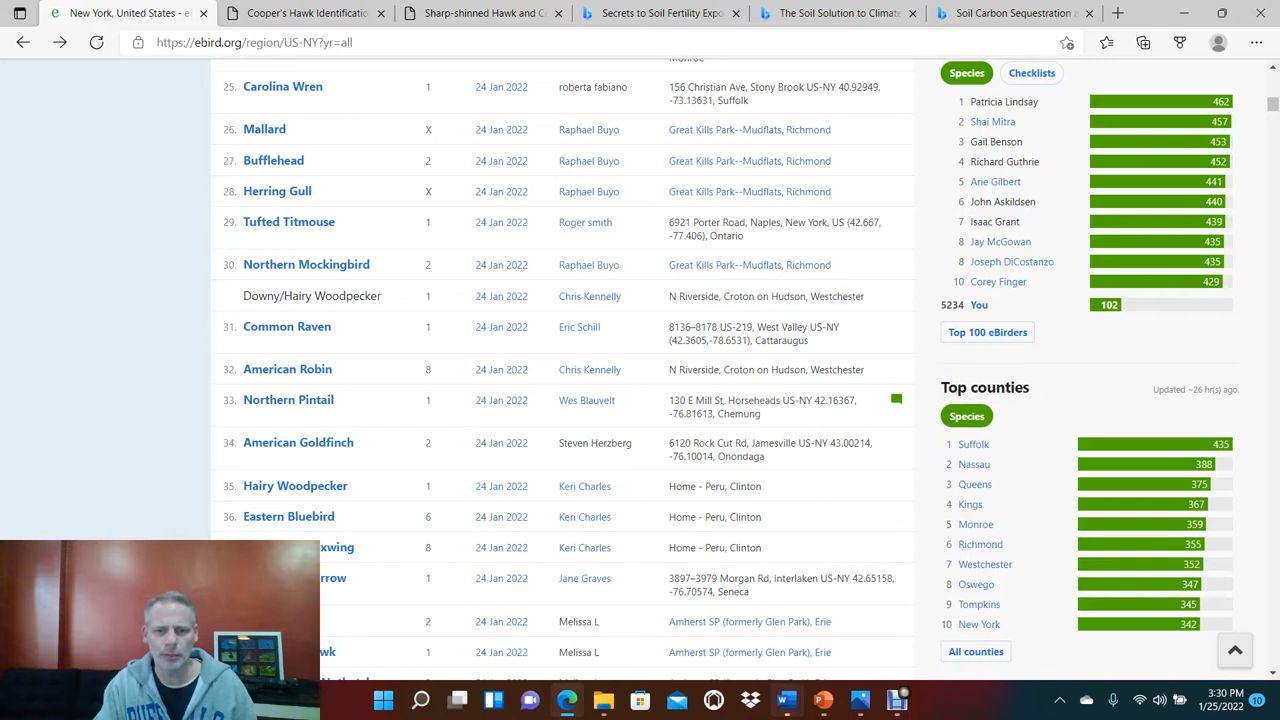 New York, United States - e
Cooper's Hawk Identification
Sharp-shinned Hawk and C
Secrets to Soil Fertility Expo
The Soil Solution to Climate
Soil Carbon Sequestration a
https://ebird.org/region/US-NY?yr=all
25. Carolina Wren 1 24 Jan 2022 roberta fabiano 156 Christian Ave, Stony Brook US-NY 40.92949,
-73.13631, Suffolk
26. Mallard X 24 Jan 2022 Raphael Buyo Great Kills Park--Mudflats, Richmond
27. Bufflehead 2 24 Jan 2022 Raphael Buyo Great Kills Park--Mudflats, Richmond
28. Herring Gull X 24 Jan 2022 Raphael Buyo Great Kills Park--Mudflats, Richmond
29. Tufted Titmouse 1 24 Jan 2022 Roger smith 6921 Porter Road, Naples, New York, US (42.667,
-77.406), Ontario
30. Northern Mockingbird 2 24 Jan 2022 Raphael Buyo Great Kills Park--Mudflats, Richmond
Downy/Hairy Woodpecker 1 24 Jan 2022 Chris Kennelly N Riverside, Croton on Hudson, Westchester
31. Common Raven 1 24 Jan 2022 Eric Schill 8136–8178 US-219, West Valley US-NY
(42.3605,-78.6531), Cattaraugus
32. American Robin 8 24 Jan 2022 Chris Kennelly N Riverside, Croton on Hudson, Westchester
33. Northern Pintail 1 24 Jan 2022 Wes Blauvelt 130 E Mill St, Horseheads US-NY 42.16367,
-76.81613, Chemung
34. American Goldfinch 2 24 Jan 2022 Steven Herzberg 6120 Rock Cut Rd, Jamesville US-NY 43.00214,
-76.10014, Onondaga
35. Hairy Woodpecker 1 24 Jan 2022 Keri Charles Home - Peru, Clinton
36. Eastern Bluebird 6 24 Jan 2022 Keri Charles Home - Peru, Clinton
xwing 8 24 Jan 2022 Keri Charles Home - Peru, Clinton
rrow 1 24 Jan 2022 Jane Graves 3897–3979 Morgan Rd, Interlaken US-NY 42.65158,
-76.70574, Seneca
2 24 Jan 2022 Melissa L Amherst SP (formerly Glen Park), Erie
wk 1 24 Jan 2022 Melissa L Amherst SP (formerly Glen Park), Erie
Species Checklists
1 Patricia Lindsay 462
2 Shai Mitra 457
3 Gail Benson 453
4 Richard Guthrie 452
5 Arie Gilbert 441
6 John Askildsen 440
7 Isaac Grant 439
8 Jay McGowan 435
8 Joseph DiCostanzo 435
10 Corey Finger 429
5234 You 102
Top 100 eBirders
Top counties Updated ~26 hr(s) ago.
Species
1 Suffolk 435
2 Nassau 388
3 Queens 375
4 Kings 367
5 Monroe 359
6 Richmond 355
7 Westchester 352
8 Oswego 347
9 Tompkins 345
10 New York 342
All counties
3:30 PM
1/25/2022
10